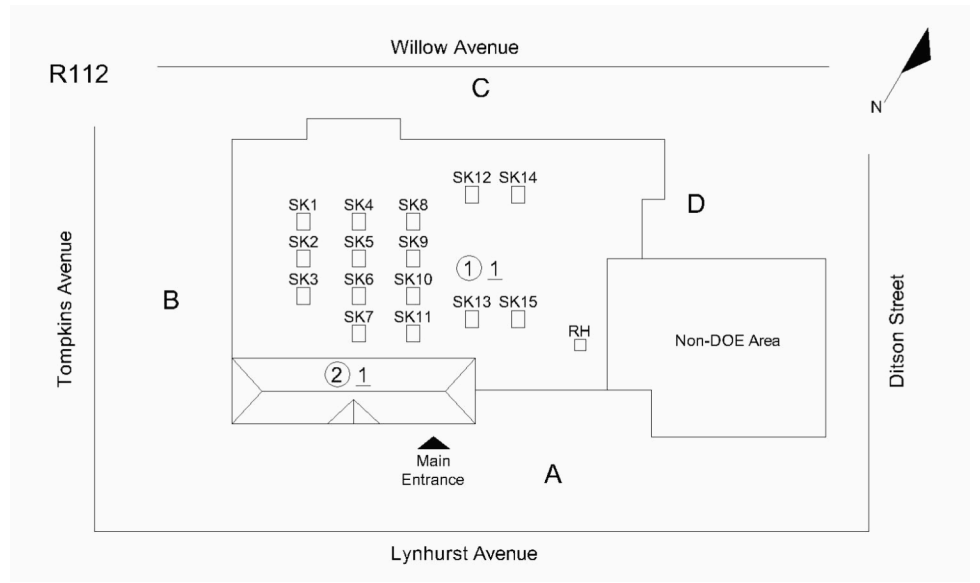 Willow Avenue
R112
C
N
SK12 SK14
SK1 SK4 SK8
D
SK2 SK5 SK9
1 1
SK3 SK6 SK10
B
SK13 SK15
SK7 SK11
RH
Non-DOE Area
Tompkins Avenue
Ditson Street
2 1
Main
Entrance
A
Lynhurst Avenue